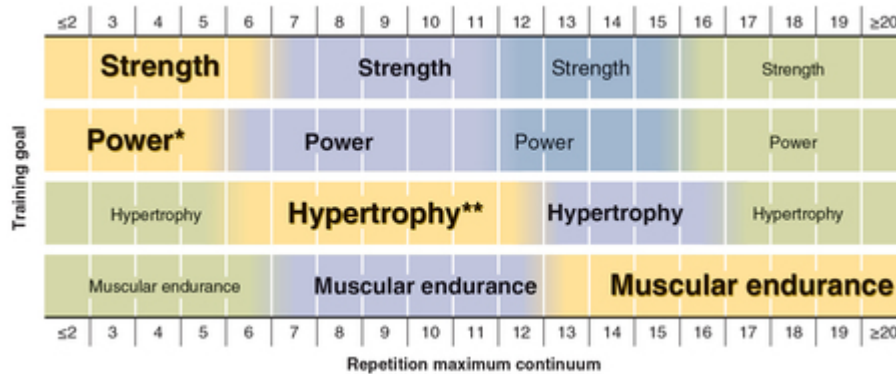 ≤2 3 4 5 6 7 8 9 10 11 12 13 14 15 16 17 18 19 ≥20
Training goal
Strength Strength Strength Strength
Power* Power Power Power
Hypertrophy Hypertrophy** Hypertrophy Hypertrophy
Muscular endurance Muscular endurance Muscular endurance
≤2 3 4 5 6 7 8 9 10 11 12 13 14 15 16 17 18 19 ≥20
Repetition maximum continuum